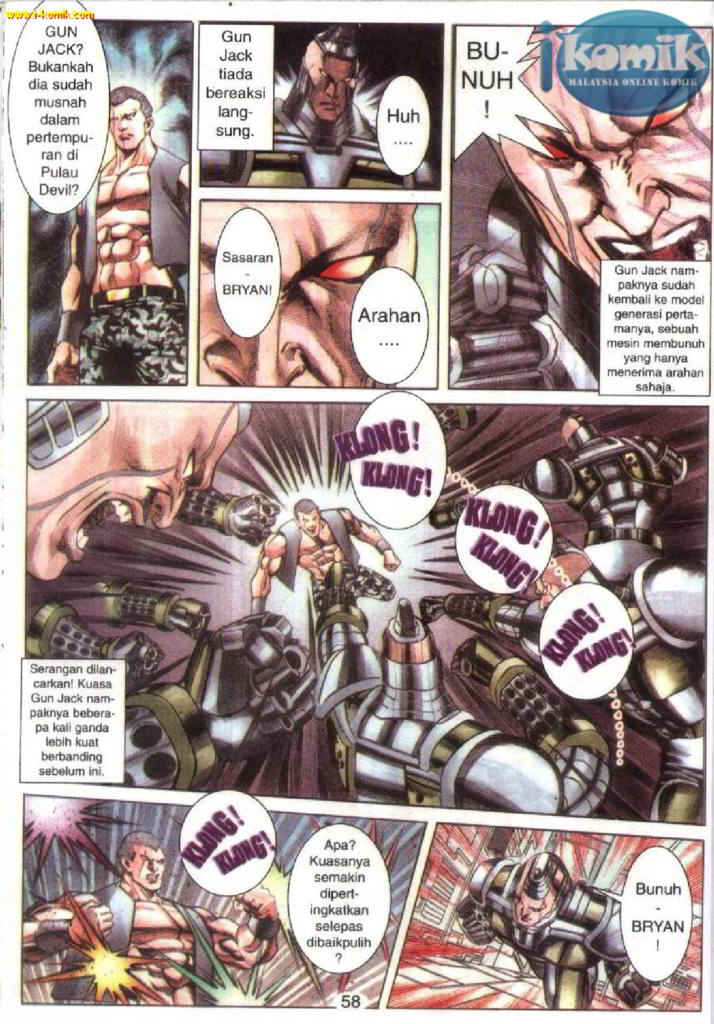 www.i-komik.com
ikomik
MALAYSIA ONLINE KOMIK
GUN
JACK?
Bukankah
dia sudah
musnah
dalam
pertempu-
ran di
Pulau
Devil?
Gun
Jack
tiada
bereaksi
lang-
sung.
Huh
....
BU-
NUH
!
Sasaran
-
BRYAN!
Arahan
....
Gun Jack nam-
paknya sudah
kembali ke model
generasi perta-
manya, sebuah
mesin membunuh
yang hanya
menerima arahan
sahaja.
KLONG!
KLONG!
KLONG!
KLONG!
KLONG!
KLONG!
Serangan dilan-
carkan! Kuasa
Gun Jack nam-
paknya beber-
apa kali ganda
lebih kuat
berbanding
sebelum ini.
KLONG!
KLONG!
Apa?
Kuasanya
semakin
dipert-
ingkatkan
selepas
dibaikpulih
?
Bunuh
-
BRYAN
!
58